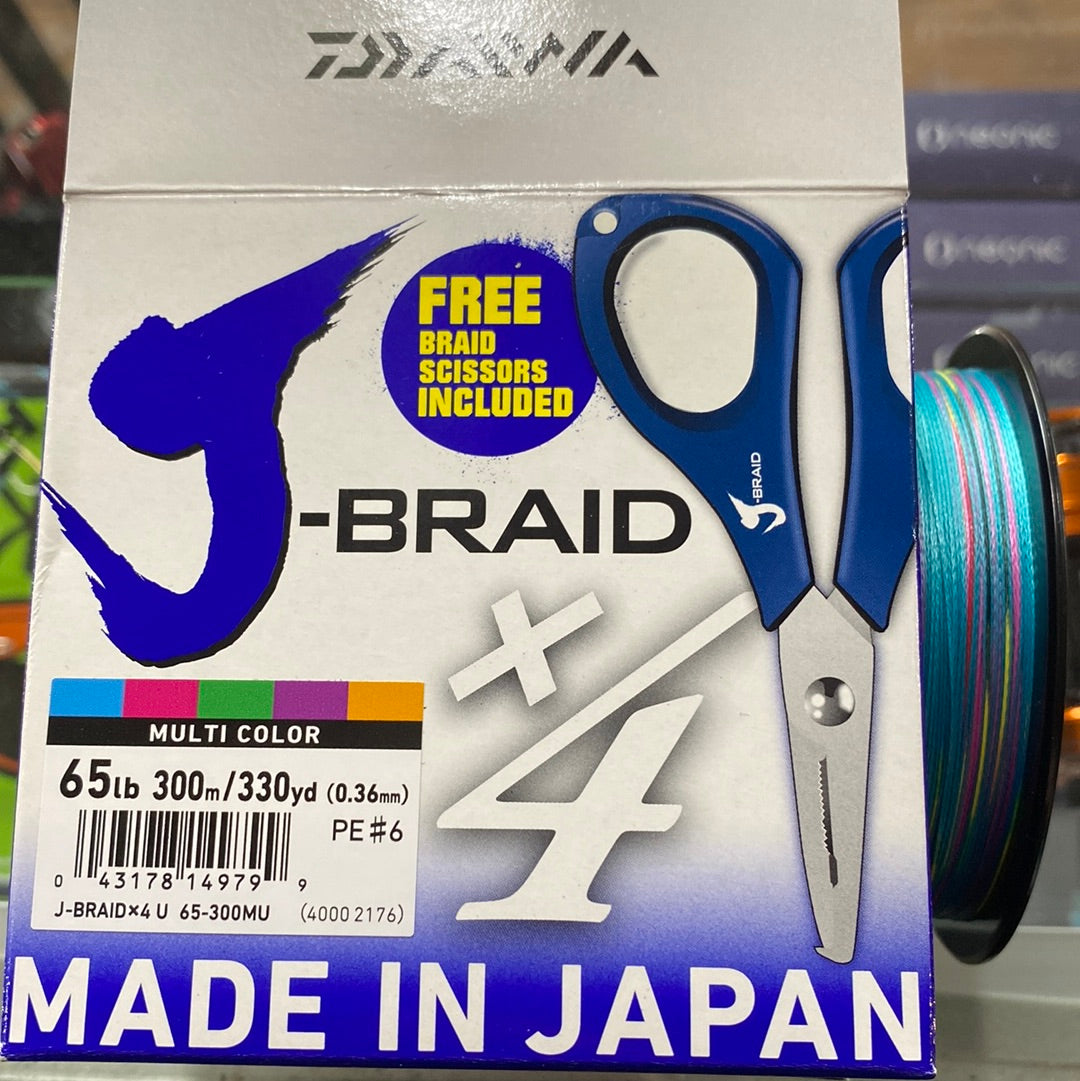 DAIWA
neonic
neonic
FREE
BRAID
SCISSORS
INCLUDED
J-BRAID
J-BRAID
×4
MULTI COLOR
65lb 300m/330yd (0.36mm)
PE#6
0 43178 14979 9
J-BRAID×4 U 65-300MU (4000 2176)
MADE IN JAPAN